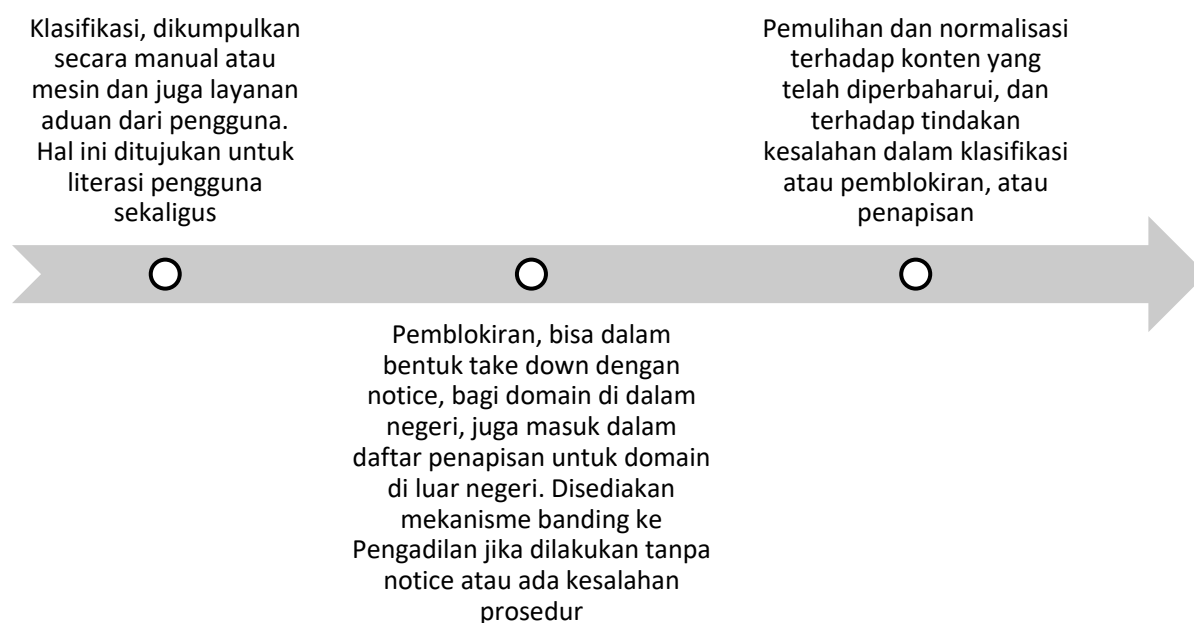 Klasifikasi, dikumpulkan
secara manual atau
mesin dan juga layanan
aduan dari pengguna.
Hal ini ditujukan untuk
literasi pengguna
sekaligus
Pemblokiran, bisa dalam
bentuk take down dengan
notice, bagi domain di dalam
negeri, juga masuk dalam
daftar penapisan untuk domain
di luar negeri. Disediakan
mekanisme banding ke
Pengadilan jika dilakukan tanpa
notice atau ada kesalahan
prosedur
Pemulihan dan normalisasi
terhadap konten yang
telah diperbaharui, dan
terhadap tindakan
kesalahan dalam klasifikasi
atau pemblokiran, atau
penapisan